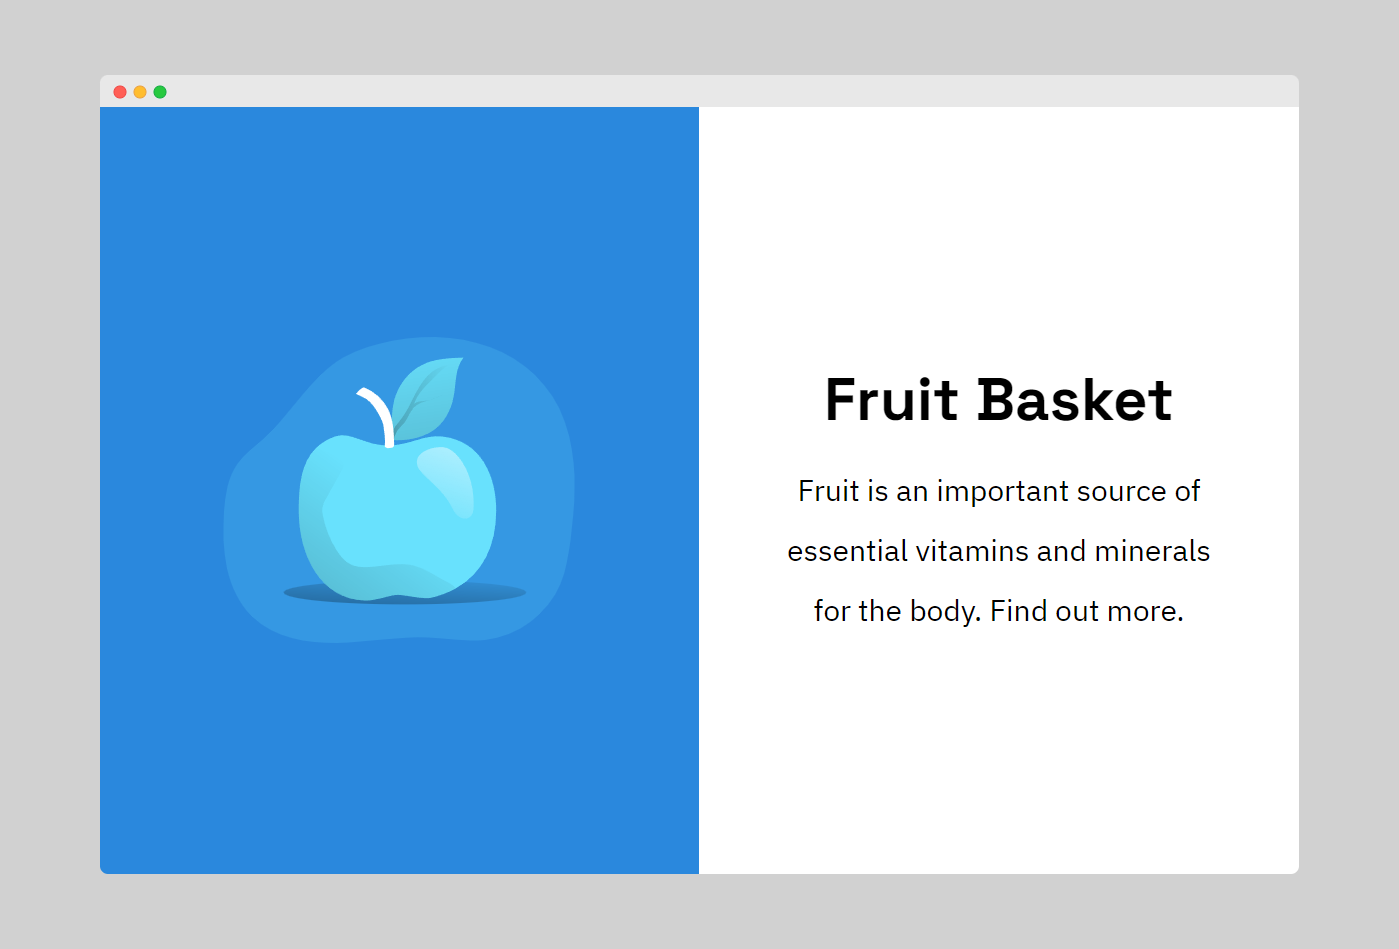 Fruit Basket
Fruit is an important source of
essential vitamins and minerals
for the body. Find out more.